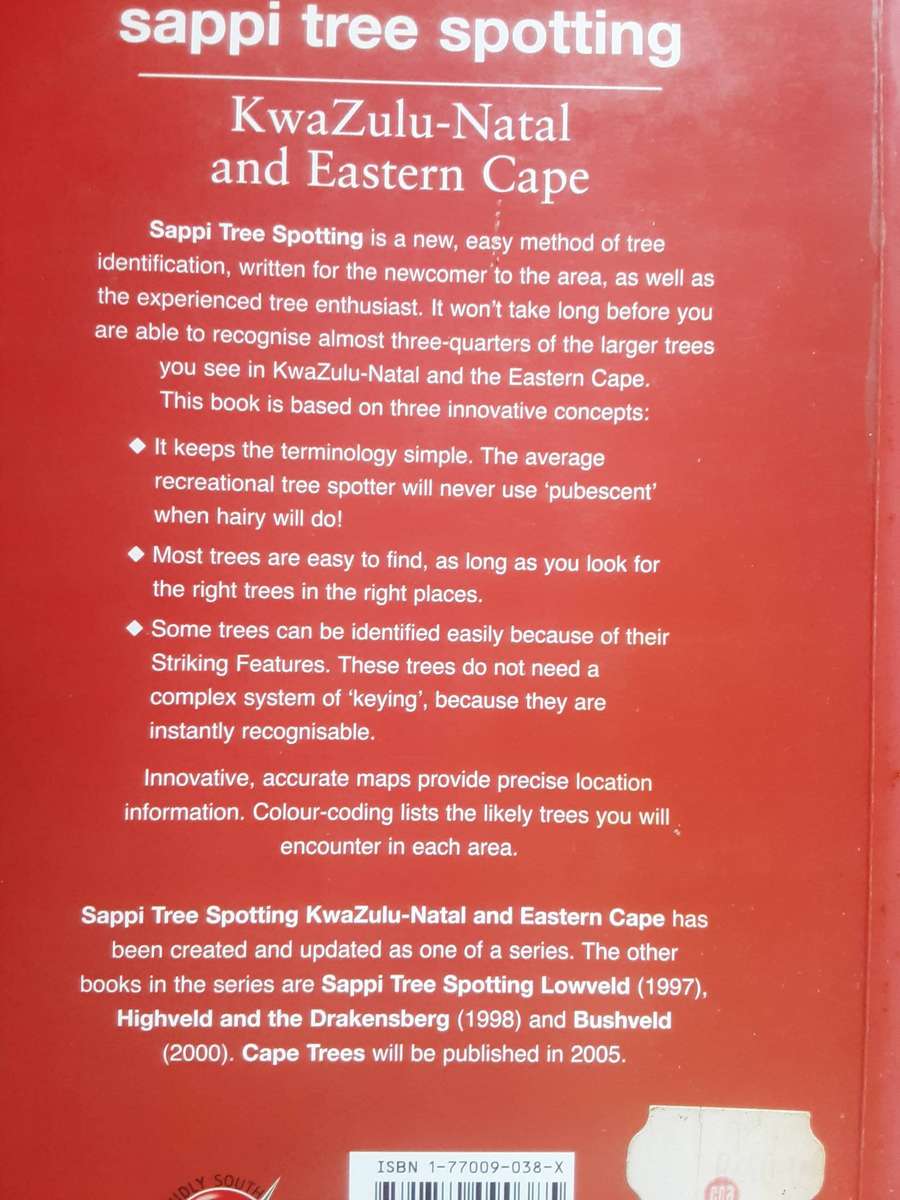 sappi tree spotting
KwaZulu-Natal
and Eastern Cape
Sappi Tree Spotting is a new, easy method of tree
identification, written for the newcomer to the area, as well as
the experienced tree enthusiast. It won't take long before you
are able to recognise almost three-quarters of the larger trees
you see in KwaZulu-Natal and the Eastern Cape.
This book is based on three innovative concepts:
◆ It keeps the terminology simple. The average
recreational tree spotter will never use 'pubescent'
when hairy will do!
◆ Most trees are easy to find, as long as you look for
the right trees in the right places.
◆ Some trees can be identified easily because of their
Striking Features. These trees do not need a
complex system of 'keying', because they are
instantly recognisable.
Innovative, accurate maps provide precise location
information. Colour-coding lists the likely trees you will
encounter in each area.
Sappi Tree Spotting KwaZulu-Natal and Eastern Cape has
been created and updated as one of a series. The other
books in the series are Sappi Tree Spotting Lowveld (1997),
Highveld and the Drakensberg (1998) and Bushveld
(2000). Cape Trees will be published in 2005.
ISBN 1-77009-038-X
SOUTH